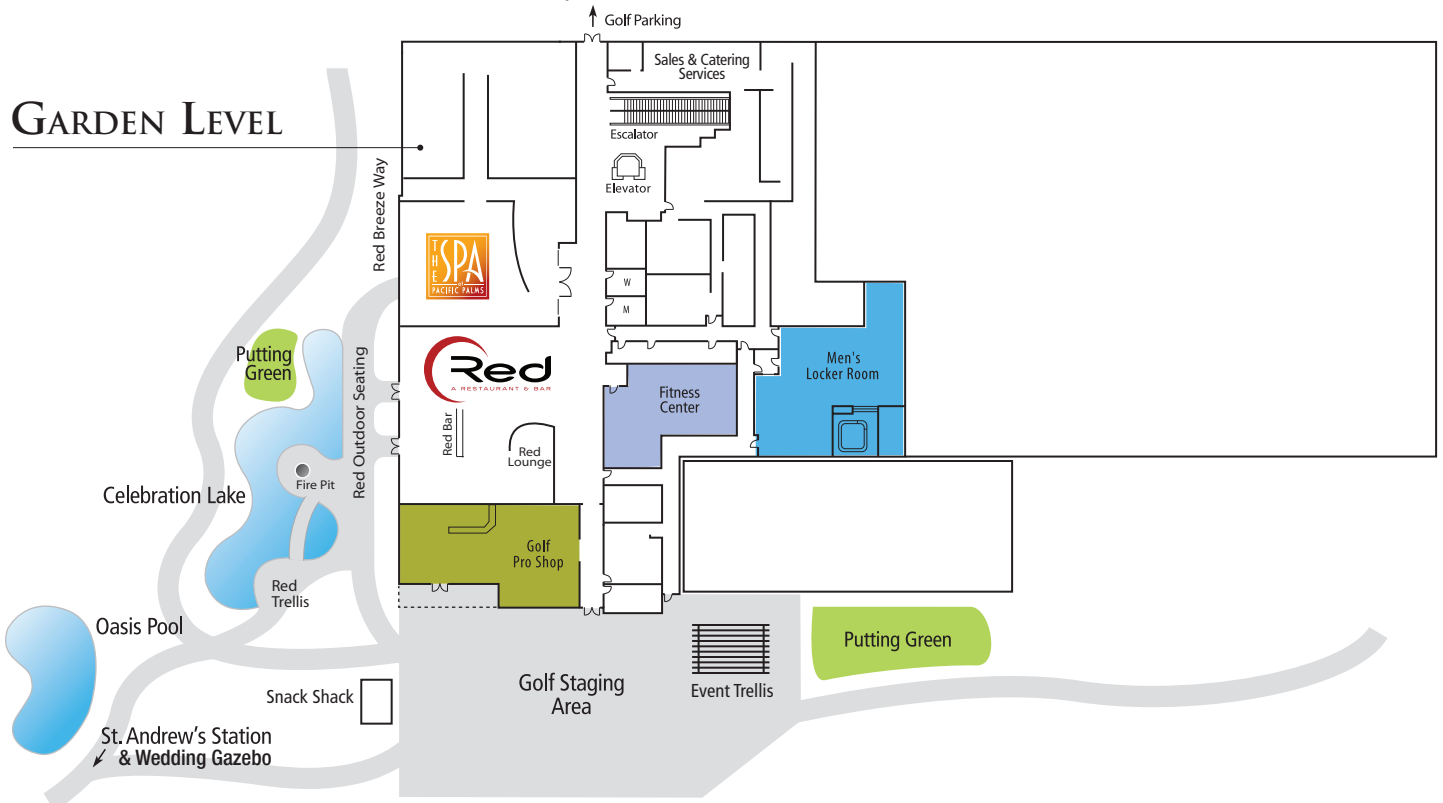 Golf Parking
Sales & Catering
Services
GARDEN LEVEL
Escalator
Elevator
Red Breeze Way
THE
SPA
AT
PACIFIC PALMS
W
M
Putting
Green
Red Outdoor Seating
Red
A RESTAURANT & BAR
Men's
Locker Room
Fitness
Center
Red Bar
Red
Lounge
Fire Pit
Celebration Lake
Golf
Pro Shop
Red
Trellis
Oasis Pool
Putting Green
Golf Staging
Area
Event Trellis
Snack Shack
St. Andrew's Station
& Wedding Gazebo